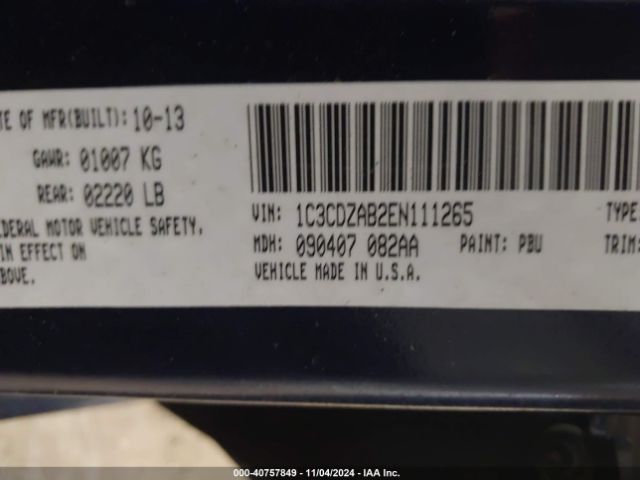 TE OF MFR(BUILT): 10-13
GAWR: 01007 KG
REAR: 02220 LB
EDERAL MOTOR VEHICLE SAFETY,
IN EFFECT ON
BOVE.
VIN: 1C3CDZAB2EN111265 TYPE
MDH: 090407 082AA PAINT: PBU TRIM:
VEHICLE MADE IN U.S.A.
000-40757849 - 11/04/2024 - IAA Inc.